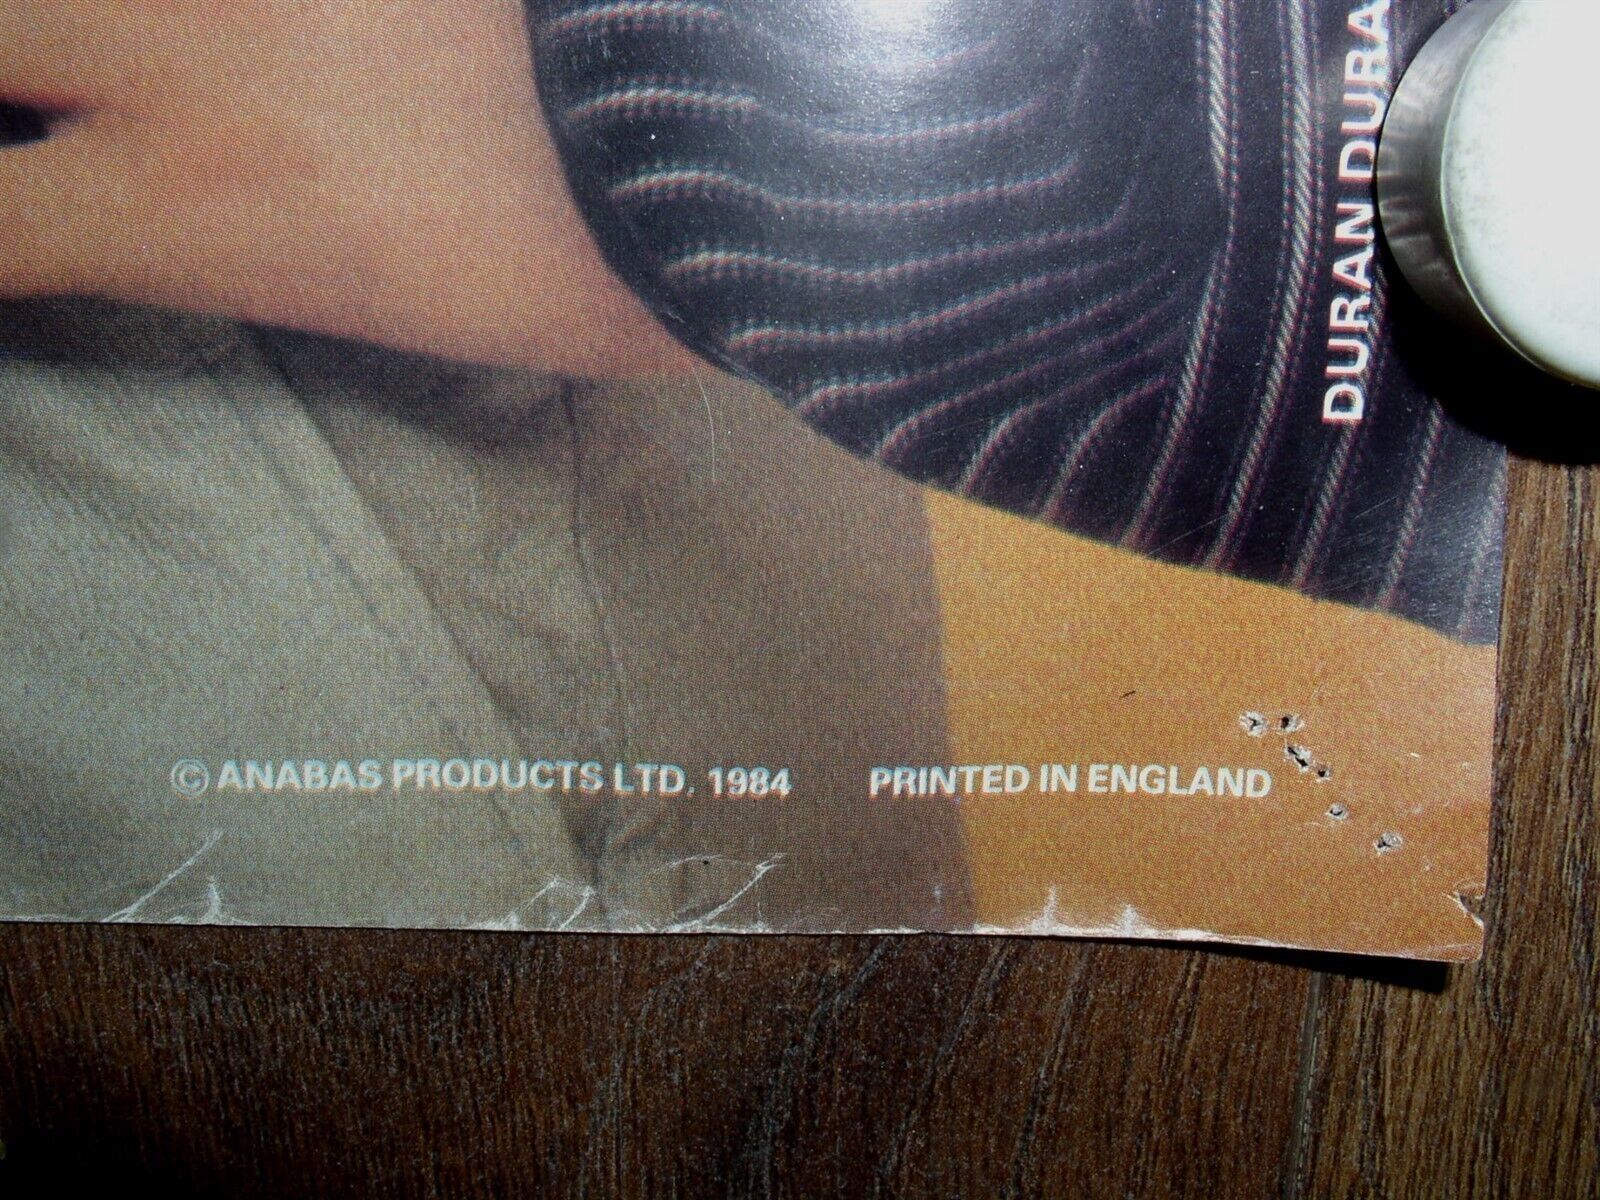 DURAN DURA
© ANABAS PRODUCTS LTD. 1984 PRINTED IN ENGLAND